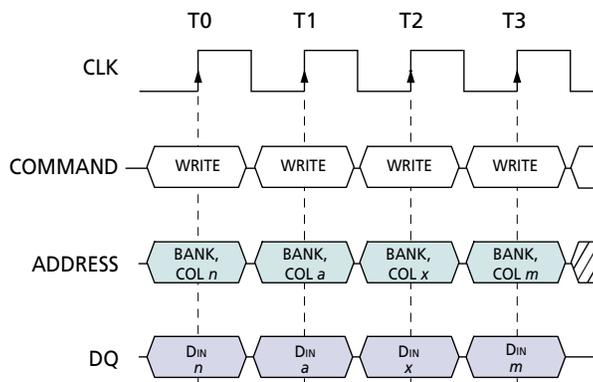 T0 T1 T2 T3
CLK
COMMAND WRITE WRITE WRITE WRITE
ADDRESS
BANK, BANK, BANK, BANK,
COL n COL a COL x COL m
DQ
DIN DIN DIN DIN
n a x m